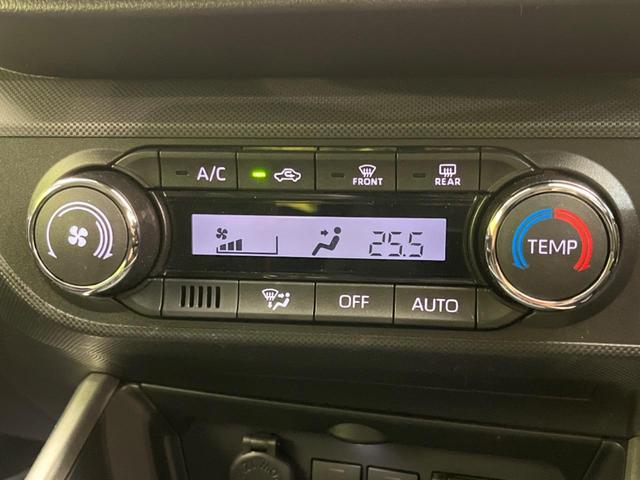 A/C
FRONT
REAR
25.5
TEMP
OFF
AUTO